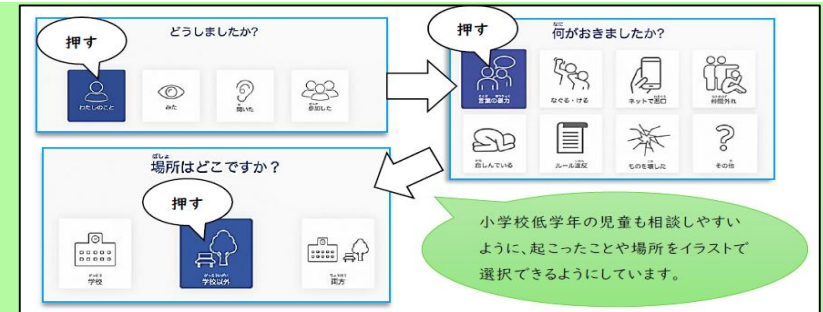 どうしましたか?
押す
わたしのこと
みた
聞いた
参加した
何がおきましたか?
なに
押す
言葉の暴力
なぐる・ける
ネットで悪口
仲間外れ
苦しんでいる
ルール違反
ものを壊した
その他
ばしょ
場所はどこですか?
押す
学校
学校以外
両方
小学校低学年の児童も相談しやすい
ように、起こったことや場所をイラストで
選択できるようにしています。